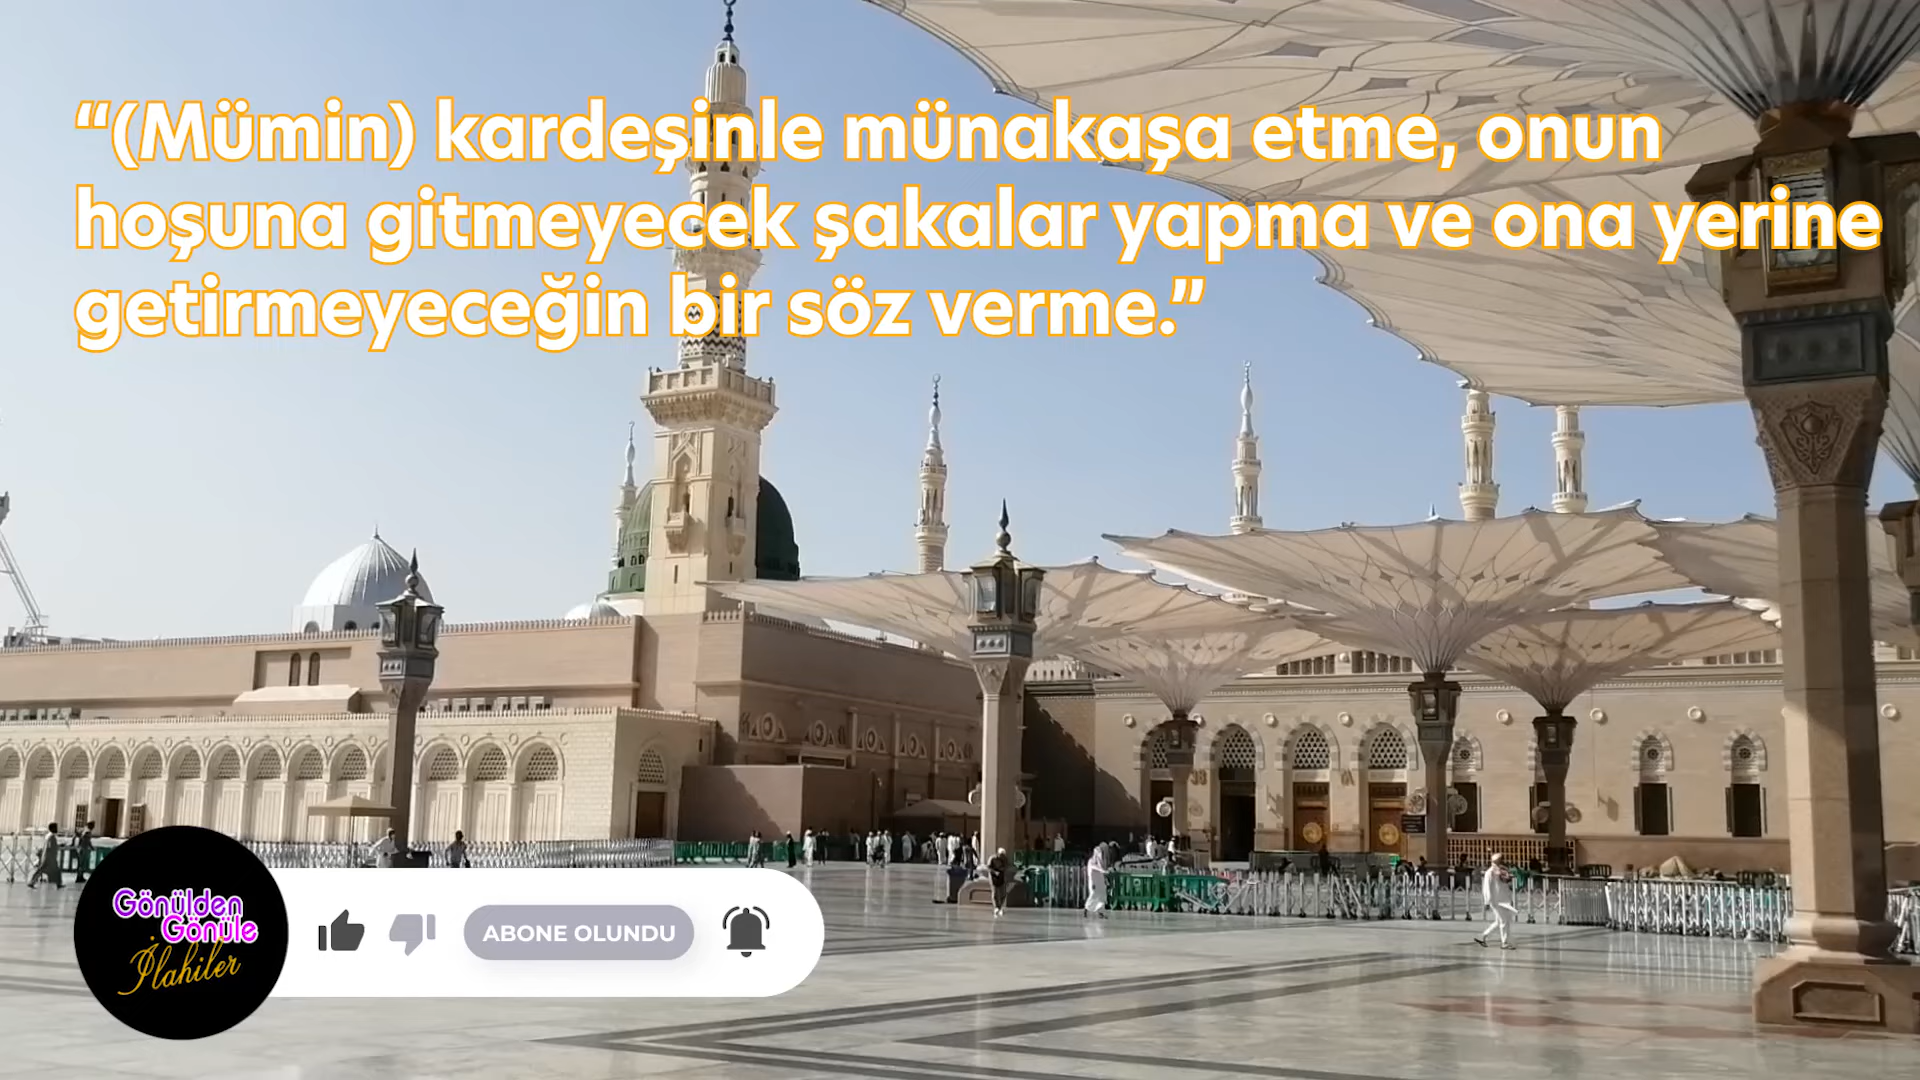 “(Mümin) kardeşinle münakaşa etme, onun
hoşuna gitmeyecek şakalar yapma ve ona yerine
getirmeyeceğin bir söz verme.”
Gönülden
Gönüle
İlahiler
ABONE OLUNDU